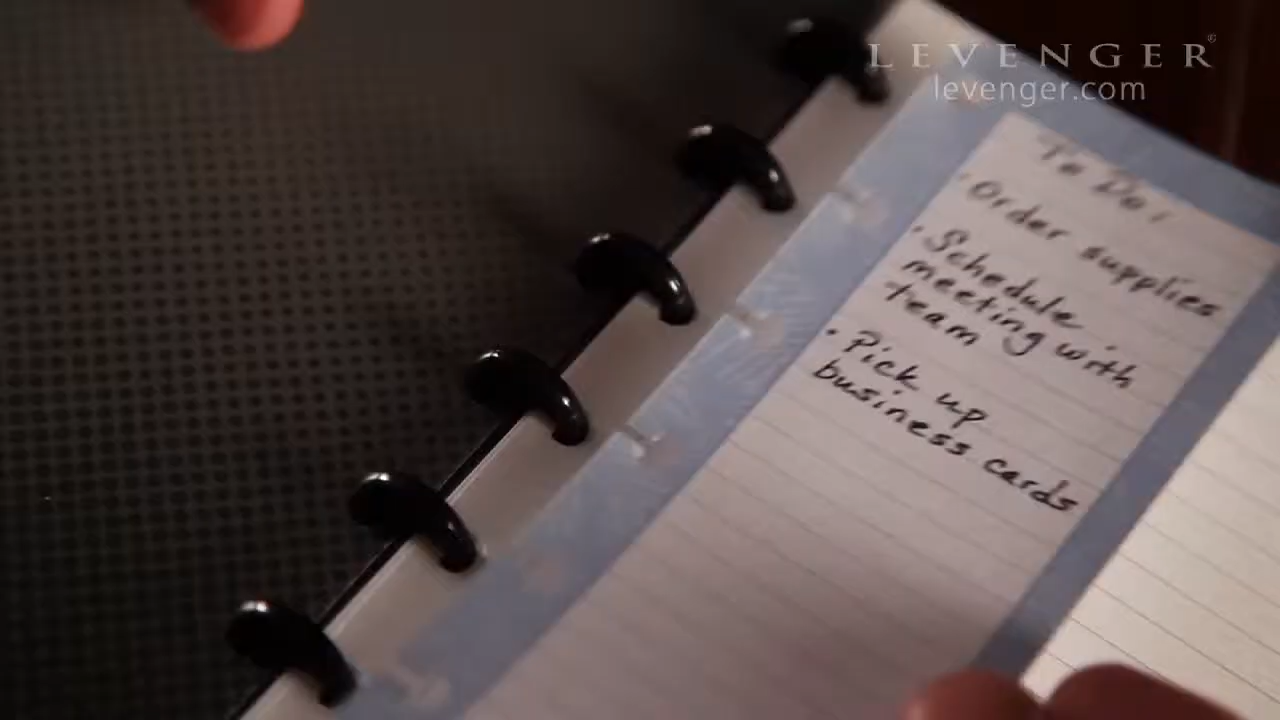 LEVENGER®
levenger.com
To Do:
· Order supplies
· Schedule
meeting with
team
· Pick up
business cards